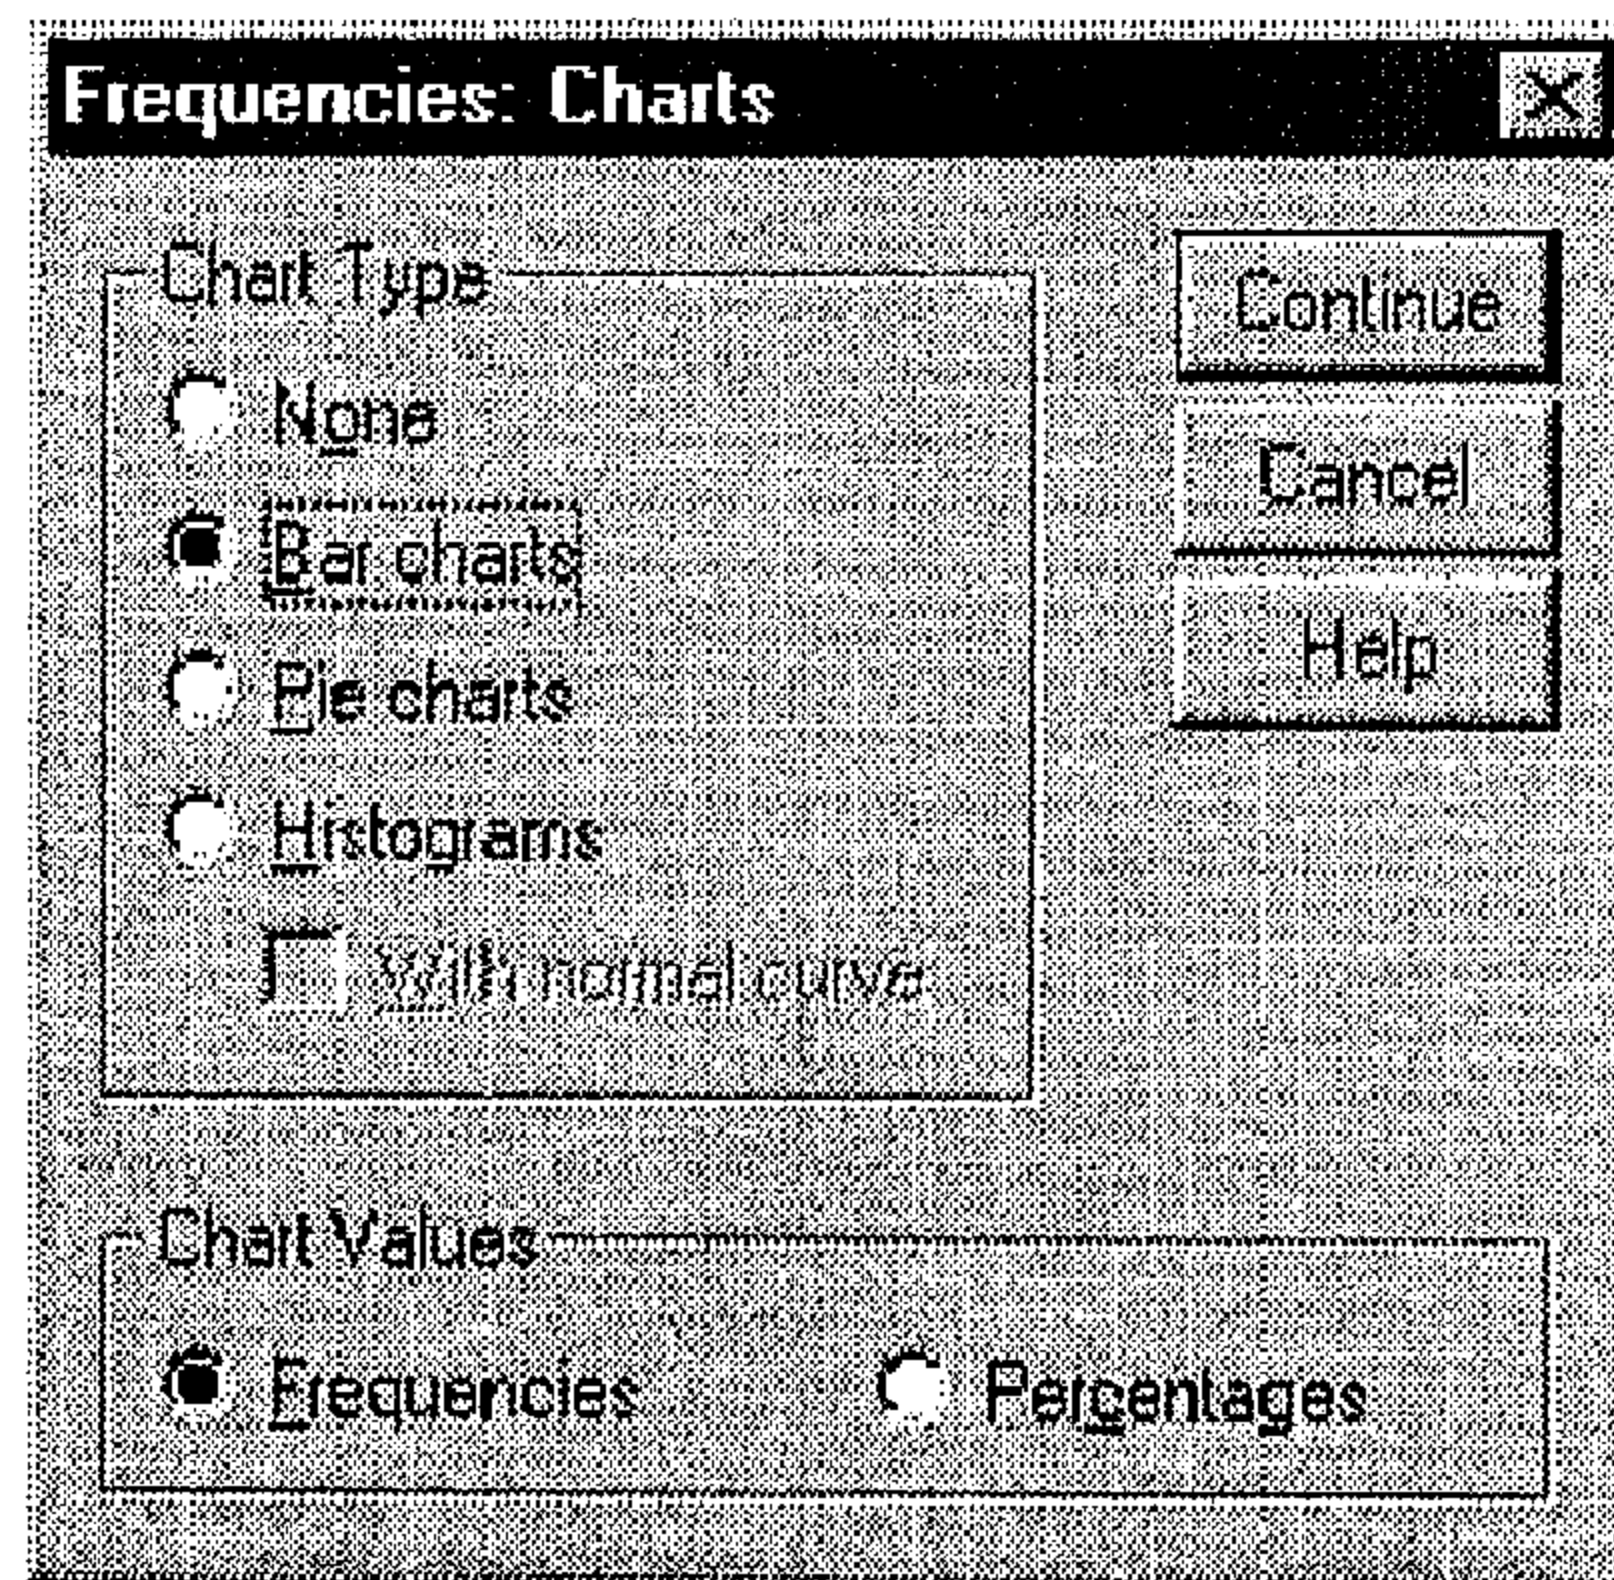 Frequencies: Charts
Chart Type
None
Bar charts
Pie charts
Histograms
With normal curve
Continue
Cancel
Help
Chart Values
Frequencies
Percentages